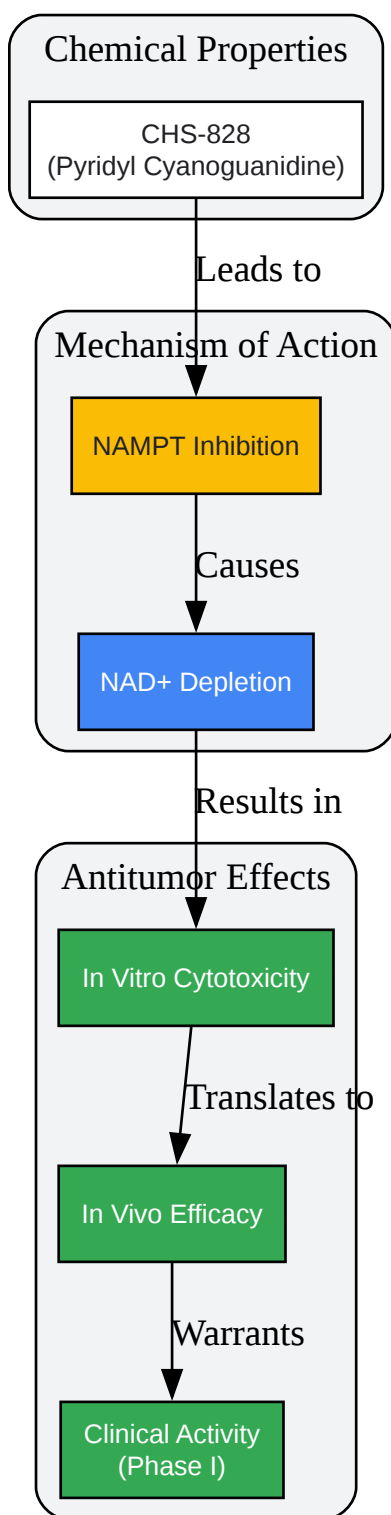 Chemical Properties
CHS-828
(Pyridyl Cyanoguanidine)
Leads to
Mechanism of Action
NAMPT Inhibition
Causes
NAD+ Depletion
Results in
Antitumor Effects
In Vitro Cytotoxicity
Translates to
In Vivo Efficacy
Warrants
Clinical Activity
(Phase I)